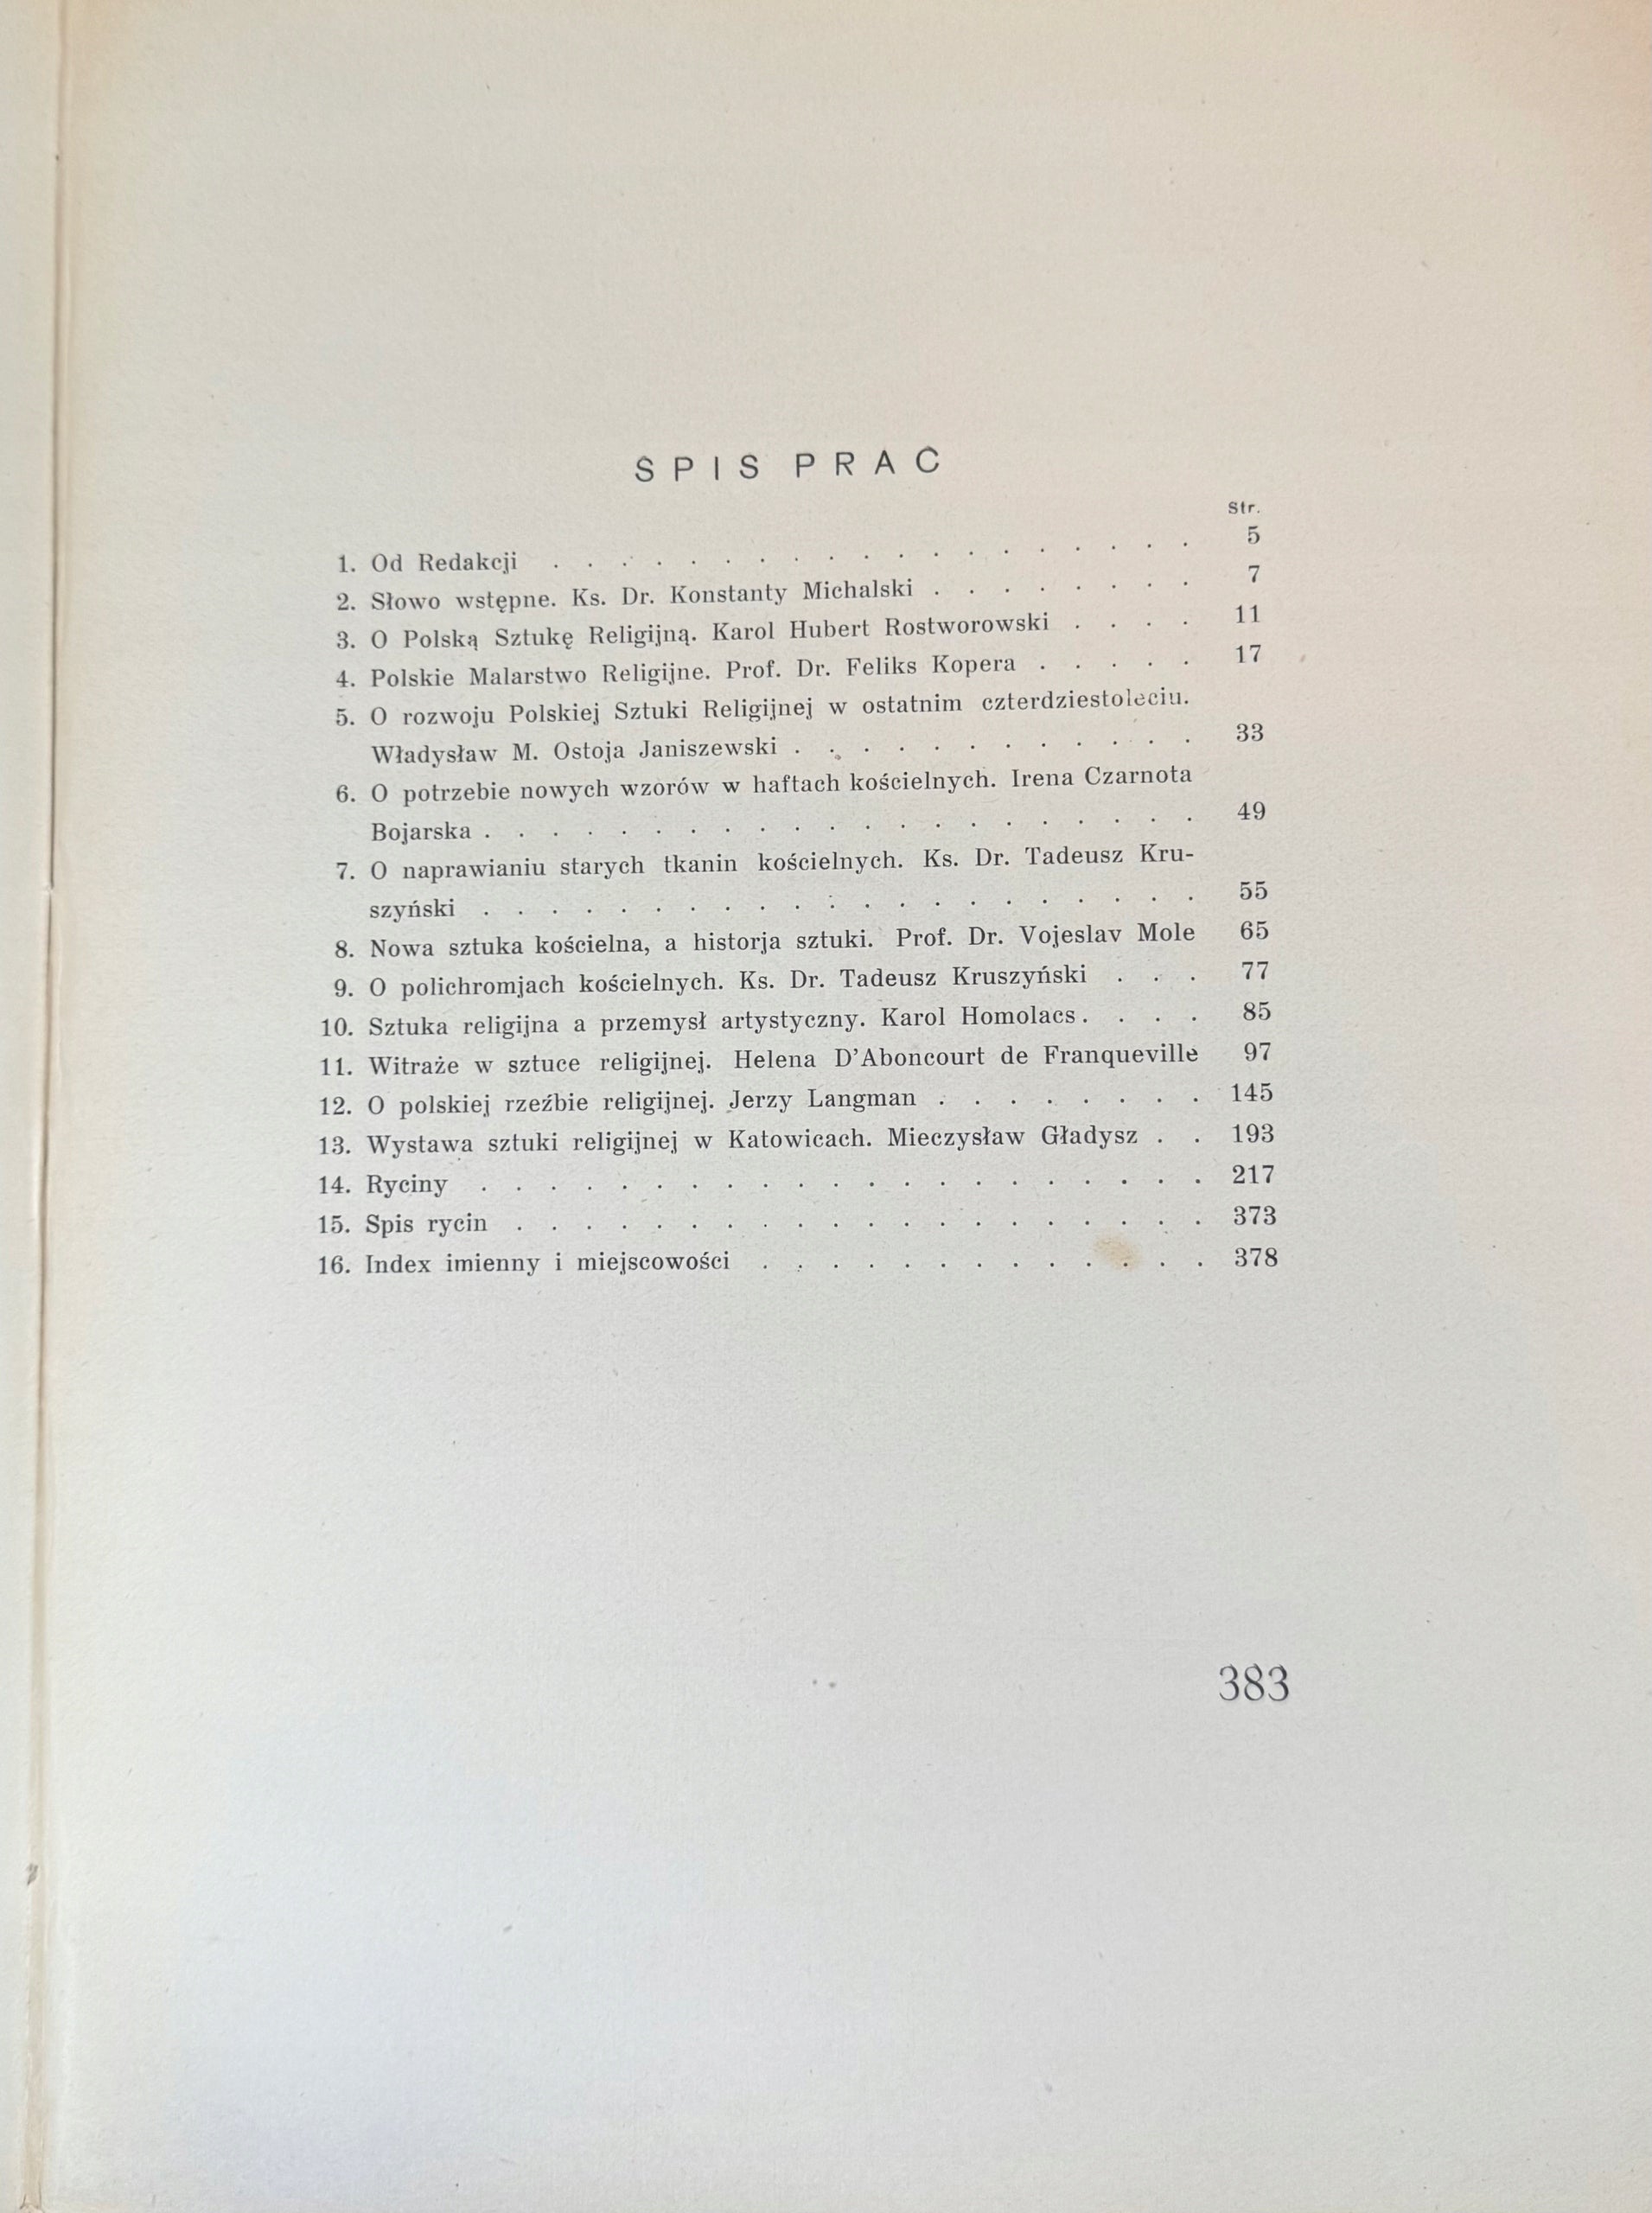 SPIS PRAC
Str.
1. Od Redakcji . . . . . . . . . . . . . . . . . . . 5
2. Słowo wstępne. Ks. Dr. Konstanty Michalski . . . . . . . . 7
3. O Polską Sztukę Religijną. Karol Hubert Rostworowski . . . . 11
4. Polskie Malarstwo Religijne. Prof. Dr. Feliks Kopera . . . . . 17
5. O rozwoju Polskiej Sztuki Religijnej w ostatnim czterdziestoleciu.
Władysław M. Ostoja Janiszewski . . . . . . . . . . . . 33
6. O potrzebie nowych wzorów w haftach kościelnych. Irena Czarnota
Bojarska . . . . . . . . . . . . . . . . . . . . . 49
7. O naprawianiu starych tkanin kościelnych. Ks. Dr. Tadeusz Kru-
szyński . . . . . . . . . . . . . . . . . . . . . 55
8. Nowa sztuka kościelna, a historja sztuki. Prof. Dr. Vojeslav Mole 65
9. O polichromjach kościelnych. Ks. Dr. Tadeusz Kruszyński . . . 77
10. Sztuka religijna a przemysł artystyczny. Karol Homolacs . . . . 85
11. Witraże w sztuce religijnej. Helena D'Aboncourt de Franqueville 97
12. O polskiej rzeźbie religijnej. Jerzy Langman . . . . . . . . 145
13. Wystawa sztuki religijnej w Katowicach. Mieczysław Gładysz . . 193
14. Ryciny . . . . . . . . . . . . . . . . . . . . . 217
15. Spis rycin . . . . . . . . . . . . . . . . . . . . 373
16. Index imienny i miejscowości . . . . . . . . . . . . . 378
383